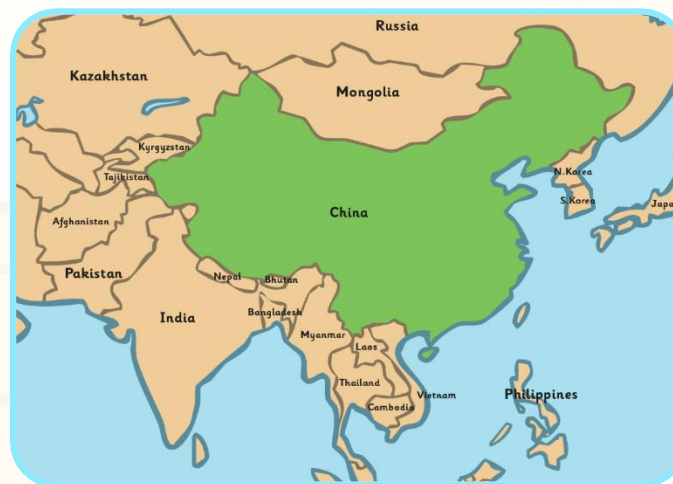 Russia
Kazakhstan
Mongolia
Kyrgyzstan
Tajikistan
N.Korea
S.Korea
Japa
China
Afghanistan
Pakistan
Nepal
Bhutan
India
Bangladesh
Myanmar
Laos
Thailand
Vietnam
Philippines
Cambodia